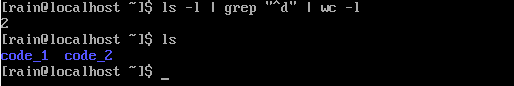 [rain@localhost ~]$ ls -l | grep "^d" | wc -l
2
[rain@localhost ~]$ ls
code_1  code_2
[rain@localhost ~]$ _